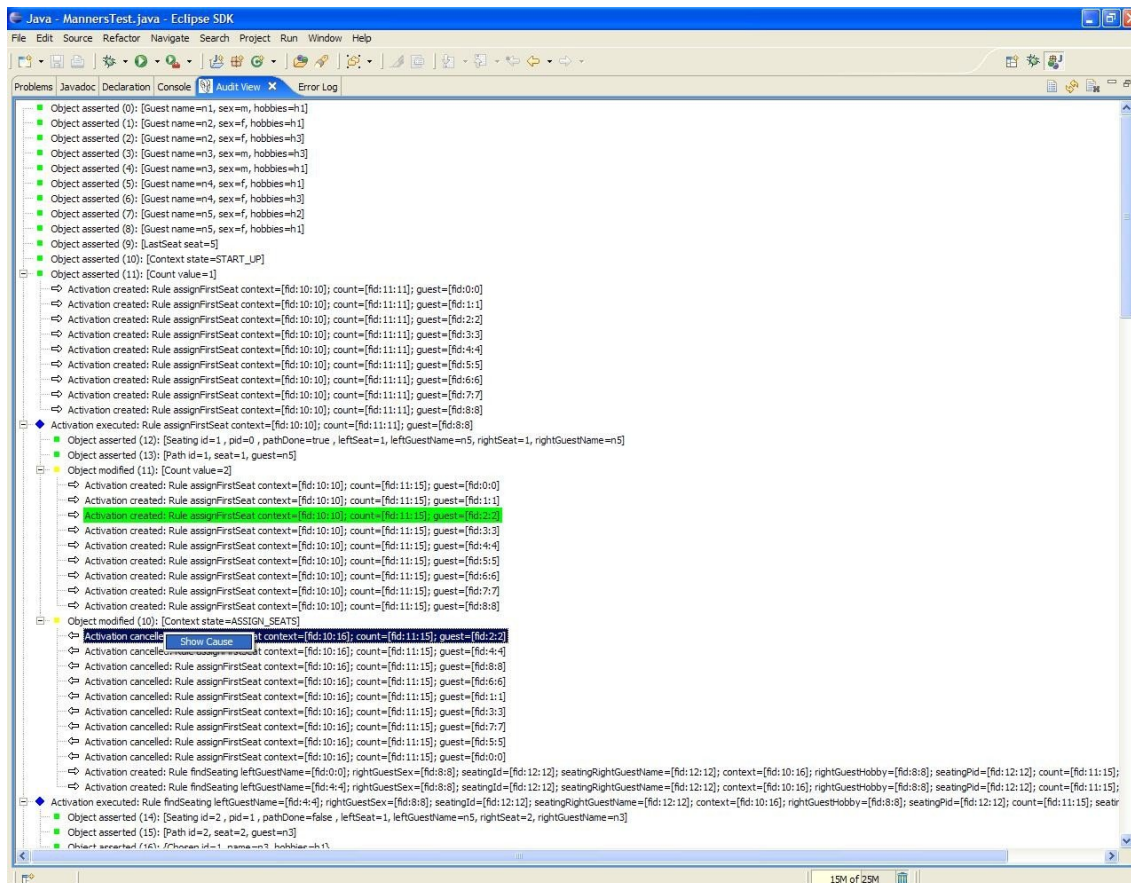 Java - MannersTest.java - Eclipse SDK
File Edit Source Refactor Navigate Search Project Run Window Help
Problems Javadoc Declaration Console Audit View Error Log
Object asserted (0): [Guest name=n1, sex=m, hobbies=h1]
Object asserted (1): [Guest name=n2, sex=f, hobbies=h1]
Object asserted (2): [Guest name=n2, sex=f, hobbies=h3]
Object asserted (3): [Guest name=n3, sex=m, hobbies=h3]
Object asserted (4): [Guest name=n3, sex=m, hobbies=h1]
Object asserted (5): [Guest name=n4, sex=f, hobbies=h1]
Object asserted (6): [Guest name=n4, sex=f, hobbies=h3]
Object asserted (7): [Guest name=n5, sex=f, hobbies=h2]
Object asserted (8): [Guest name=n5, sex=f, hobbies=h1]
Object asserted (9): [LastSeat seat=5]
Object asserted (10): [Context state=START_UP]
Object asserted (11): [Count value=1]
Activation created: Rule assignFirstSeat context=[fid:10:10]; count=[fid:11:11]; guest=[fid:0:0]
Activation created: Rule assignFirstSeat context=[fid:10:10]; count=[fid:11:11]; guest=[fid:1:1]
Activation created: Rule assignFirstSeat context=[fid:10:10]; count=[fid:11:11]; guest=[fid:2:2]
Activation created: Rule assignFirstSeat context=[fid:10:10]; count=[fid:11:11]; guest=[fid:3:3]
Activation created: Rule assignFirstSeat context=[fid:10:10]; count=[fid:11:11]; guest=[fid:4:4]
Activation created: Rule assignFirstSeat context=[fid:10:10]; count=[fid:11:11]; guest=[fid:5:5]
Activation created: Rule assignFirstSeat context=[fid:10:10]; count=[fid:11:11]; guest=[fid:6:6]
Activation created: Rule assignFirstSeat context=[fid:10:10]; count=[fid:11:11]; guest=[fid:7:7]
Activation created: Rule assignFirstSeat context=[fid:10:10]; count=[fid:11:11]; guest=[fid:8:8]
Activation executed: Rule assignFirstSeat context=[fid:10:10]; count=[fid:11:11]; guest=[fid:8:8]
Object asserted (12): [Seating id=1 , pid=0 , pathDone=true , leftSeat=1, leftGuestName=n5, rightSeat=1, rightGuestName=n5]
Object asserted (13): [Path id=1, seat=1, guest=n5]
Object modified (11): [Count value=2]
Activation created: Rule assignFirstSeat context=[fid:10:10]; count=[fid:11:15]; guest=[fid:0:0]
Activation created: Rule assignFirstSeat context=[fid:10:10]; count=[fid:11:15]; guest=[fid:1:1]
Activation created: Rule assignFirstSeat context=[fid:10:10]; count=[fid:11:15]; guest=[fid:2:2]
Activation created: Rule assignFirstSeat context=[fid:10:10]; count=[fid:11:15]; guest=[fid:3:3]
Activation created: Rule assignFirstSeat context=[fid:10:10]; count=[fid:11:15]; guest=[fid:4:4]
Activation created: Rule assignFirstSeat context=[fid:10:10]; count=[fid:11:15]; guest=[fid:5:5]
Activation created: Rule assignFirstSeat context=[fid:10:10]; count=[fid:11:15]; guest=[fid:6:6]
Activation created: Rule assignFirstSeat context=[fid:10:10]; count=[fid:11:15]; guest=[fid:7:7]
Activation created: Rule assignFirstSeat context=[fid:10:10]; count=[fid:11:15]; guest=[fid:8:8]
Object modified (10): [Context state=ASSIGN_SEATS]
Activation cancelle Show Cause at context=[fid:10:16]; count=[fid:11:15]; guest=[fid:2:2]
Activation cancelled: Rule assignFirstSeat context=[fid:10:16]; count=[fid:11:15]; guest=[fid:4:4]
Activation cancelled: Rule assignFirstSeat context=[fid:10:16]; count=[fid:11:15]; guest=[fid:8:8]
Activation cancelled: Rule assignFirstSeat context=[fid:10:16]; count=[fid:11:15]; guest=[fid:6:6]
Activation cancelled: Rule assignFirstSeat context=[fid:10:16]; count=[fid:11:15]; guest=[fid:1:1]
Activation cancelled: Rule assignFirstSeat context=[fid:10:16]; count=[fid:11:15]; guest=[fid:3:3]
Activation cancelled: Rule assignFirstSeat context=[fid:10:16]; count=[fid:11:15]; guest=[fid:7:7]
Activation cancelled: Rule assignFirstSeat context=[fid:10:16]; count=[fid:11:15]; guest=[fid:5:5]
Activation cancelled: Rule assignFirstSeat context=[fid:10:16]; count=[fid:11:15]; guest=[fid:0:0]
Activation created: Rule findSeating leftGuestName=[fid:0:0]; rightGuestSex=[fid:8:8]; seatingId=[fid:12:12]; seatingRightGuestName=[fid:12:12]; context=[fid:10:16]; rightGuestHobby=[fid:8:8]; seatingPid=[fid:12:12]; count=[fid:11:15];
Activation created: Rule findSeating leftGuestName=[fid:4:4]; rightGuestSex=[fid:8:8]; seatingId=[fid:12:12]; seatingRightGuestName=[fid:12:12]; context=[fid:10:16]; rightGuestHobby=[fid:8:8]; seatingPid=[fid:12:12]; count=[fid:11:15];
Activation executed: Rule findSeating leftGuestName=[fid:4:4]; rightGuestSex=[fid:8:8]; seatingId=[fid:12:12]; seatingRightGuestName=[fid:12:12]; context=[fid:10:16]; rightGuestHobby=[fid:8:8]; seatingPid=[fid:12:12]; count=[fid:11:15]; seatin
Object asserted (14): [Seating id=2 , pid=1 , pathDone=false , leftSeat=1, leftGuestName=n5, rightSeat=2, rightGuestName=n3]
Object asserted (15): [Path id=2, seat=2, guest=n3]
Object asserted (16): {Chosen id=1, name=n3, hobbies=h1}
15M of 25M